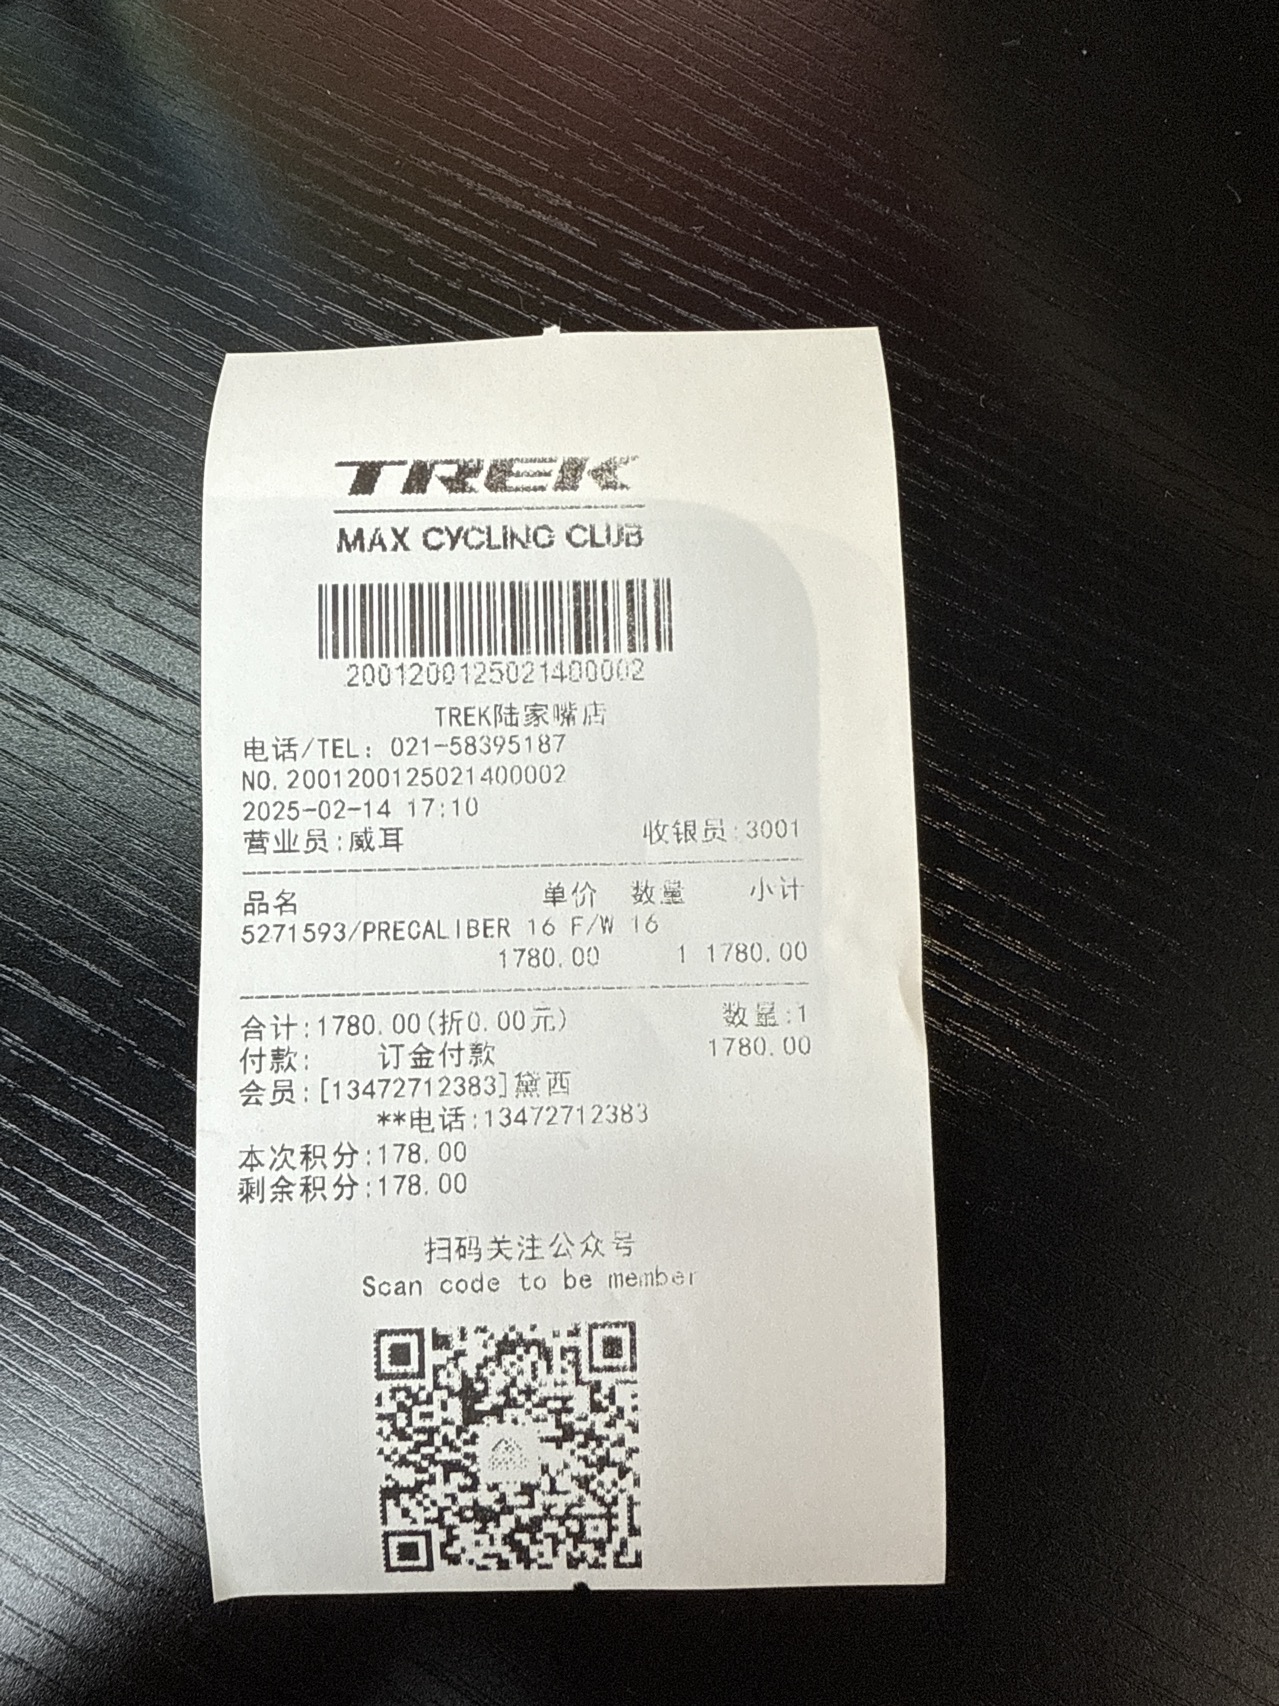 TREK
MAX CYCLING CLUB
2001200125021400002
TREK陆家嘴店
电话/TEL: 021-58395187
NO.2001200125021400002
2025-02-14 17:10
营业员:威耳 收银员:3001
品名 单价 数量 小计
5271593/PRECALIBER 16 F/W 16
1780.00 1 1780.00
合计:1780.00(折0.00元) 数量:1
付款: 订金付款 1780.00
会员:[13472712383]黛西
**电话:13472712383
本次积分:178.00
剩余积分:178.00
扫码关注公众号
Scan code to be member